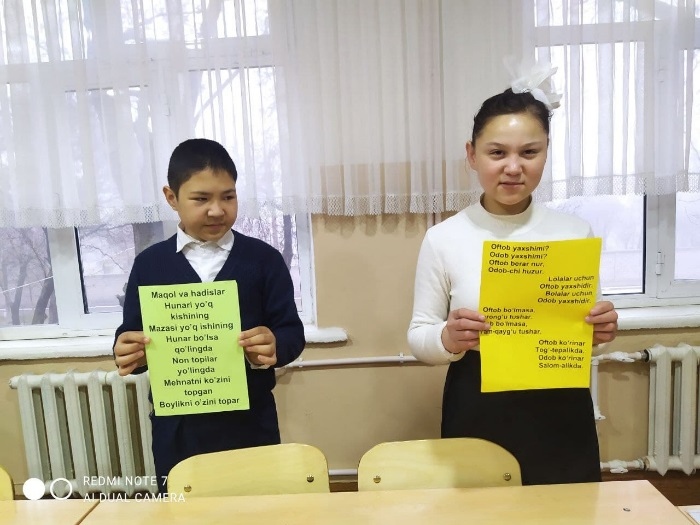 Maqol va hadislar
Hunari yo'q
kishining
Mazasi yo'q ishining
Hunar bo'lsa
qo'lingda
Non topilar
yo'lingda
Mehnatni ko'zini
topgan
Boylikni o'zini topar
Oftob yaxshimi?
Odob yaxshimi?
Oftob berar nur,
Odob-chi huzur.
Lolalar uchun
Oftob yaxshidir.
Bolalar uchun
Odob yaxshidir.
Oftob bo'lmasa,
tushar.
bo'lmasa,
tushar.
Oftob ko'rinar
Tog'-tepalikda.
Odob ko'rinar
Salom-alikda.
REDMI NOTE 7
AI DUAL CAMERA